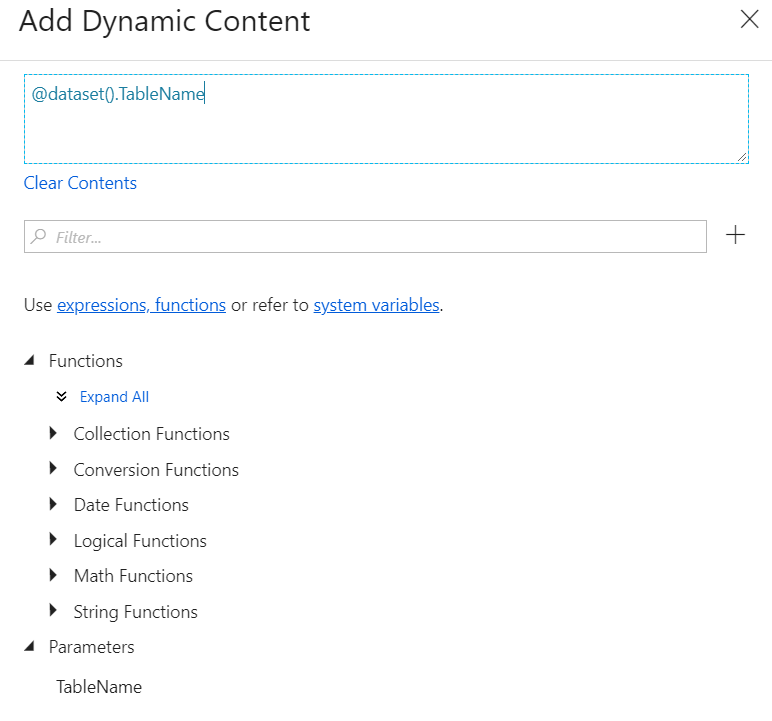 Add Dynamic Content
@dataset().TableName
Clear Contents
Filter...
Use expressions, functions or refer to system variables.
Functions
Expand All
Collection Functions
Conversion Functions
Date Functions
Logical Functions
Math Functions
String Functions
Parameters
TableName